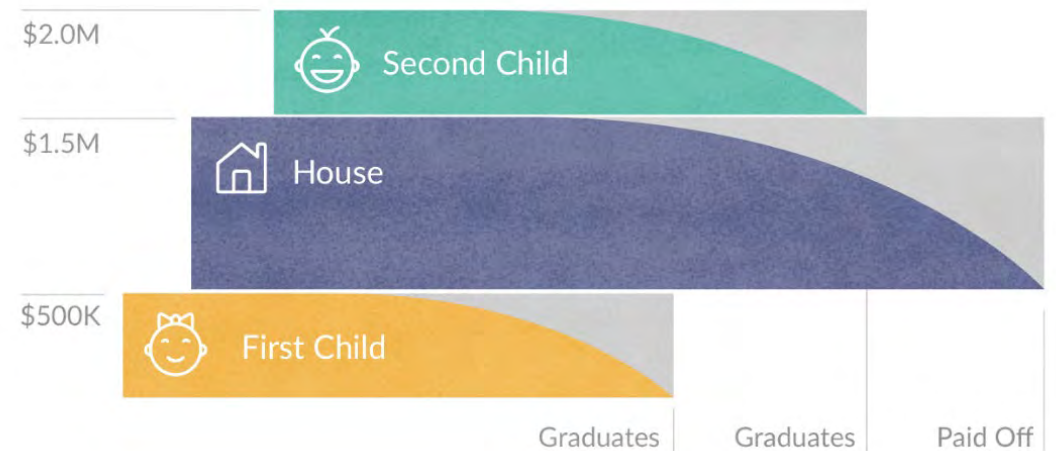 $2.0M
Second Child
$1.5M
House
$500K
First Child
Graduates
Graduates
Paid Off